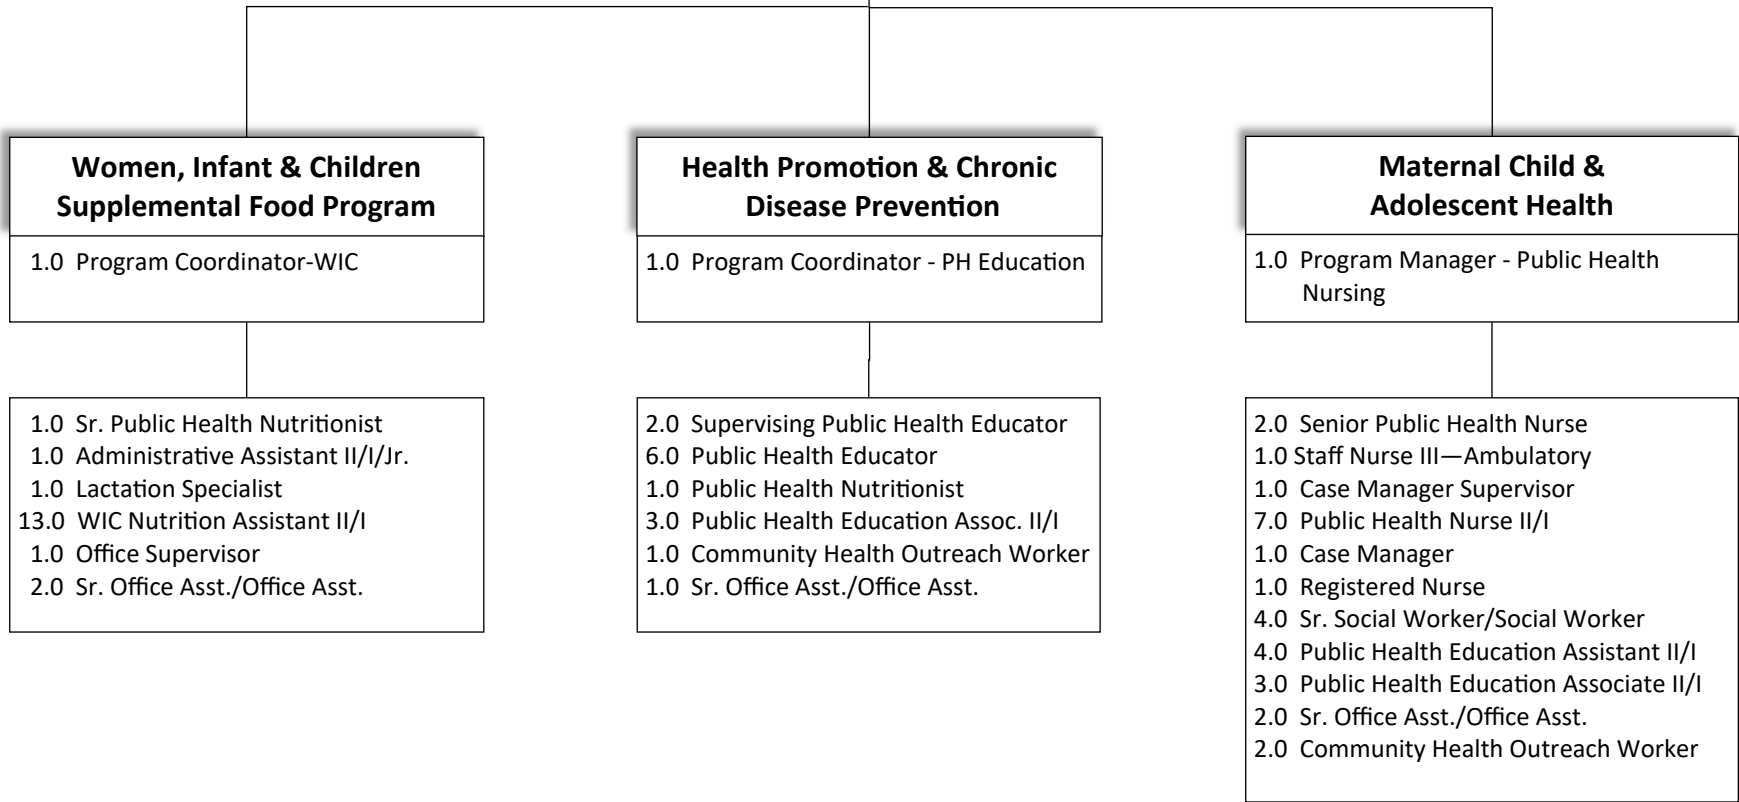 Women, Infant & Children
Supplemental Food Program
1.0 Program Coordinator-WIC
1.0 Sr. Public Health Nutritionist
1.0 Administrative Assistant II/I/Jr.
1.0 Lactation Specialist
13.0 WIC Nutrition Assistant II/I
1.0 Office Supervisor
2.0 Sr. Office Asst./Office Asst.
Health Promotion & Chronic
Disease Prevention
1.0 Program Coordinator - PH Education
2.0 Supervising Public Health Educator
6.0 Public Health Educator
1.0 Public Health Nutritionist
3.0 Public Health Education Assoc. II/I
1.0 Community Health Outreach Worker
1.0 Sr. Office Asst./Office Asst.
Maternal Child &
Adolescent Health
1.0 Program Manager - Public Health
Nursing
2.0 Senior Public Health Nurse
1.0 Staff Nurse III—Ambulatory
1.0 Case Manager Supervisor
7.0 Public Health Nurse II/I
1.0 Case Manager
1.0 Registered Nurse
4.0 Sr. Social Worker/Social Worker
4.0 Public Health Education Assistant II/I
3.0 Public Health Education Associate II/I
2.0 Sr. Office Asst./Office Asst.
2.0 Community Health Outreach Worker